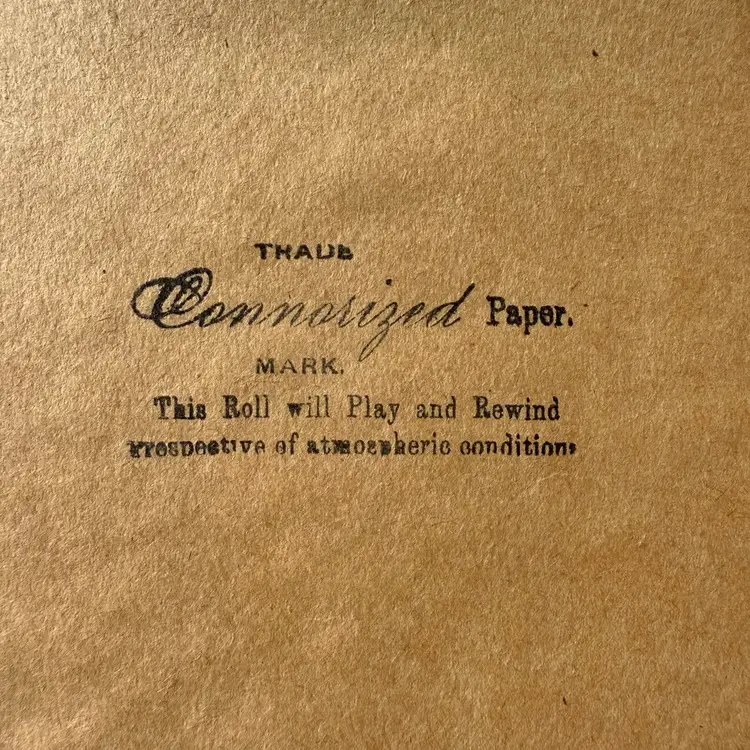 TRADE
Connorized Paper.
MARK.
This Roll will Play and Rewind
irrespective of atmospheric conditions